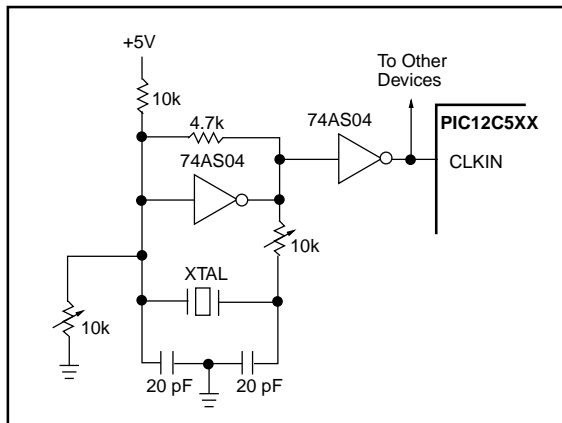 +5V
To Other
Devices
10k
4.7k
74AS04
PIC12C5XX
74AS04
CLKIN
10k
XTAL
10k
20 pF
20 pF